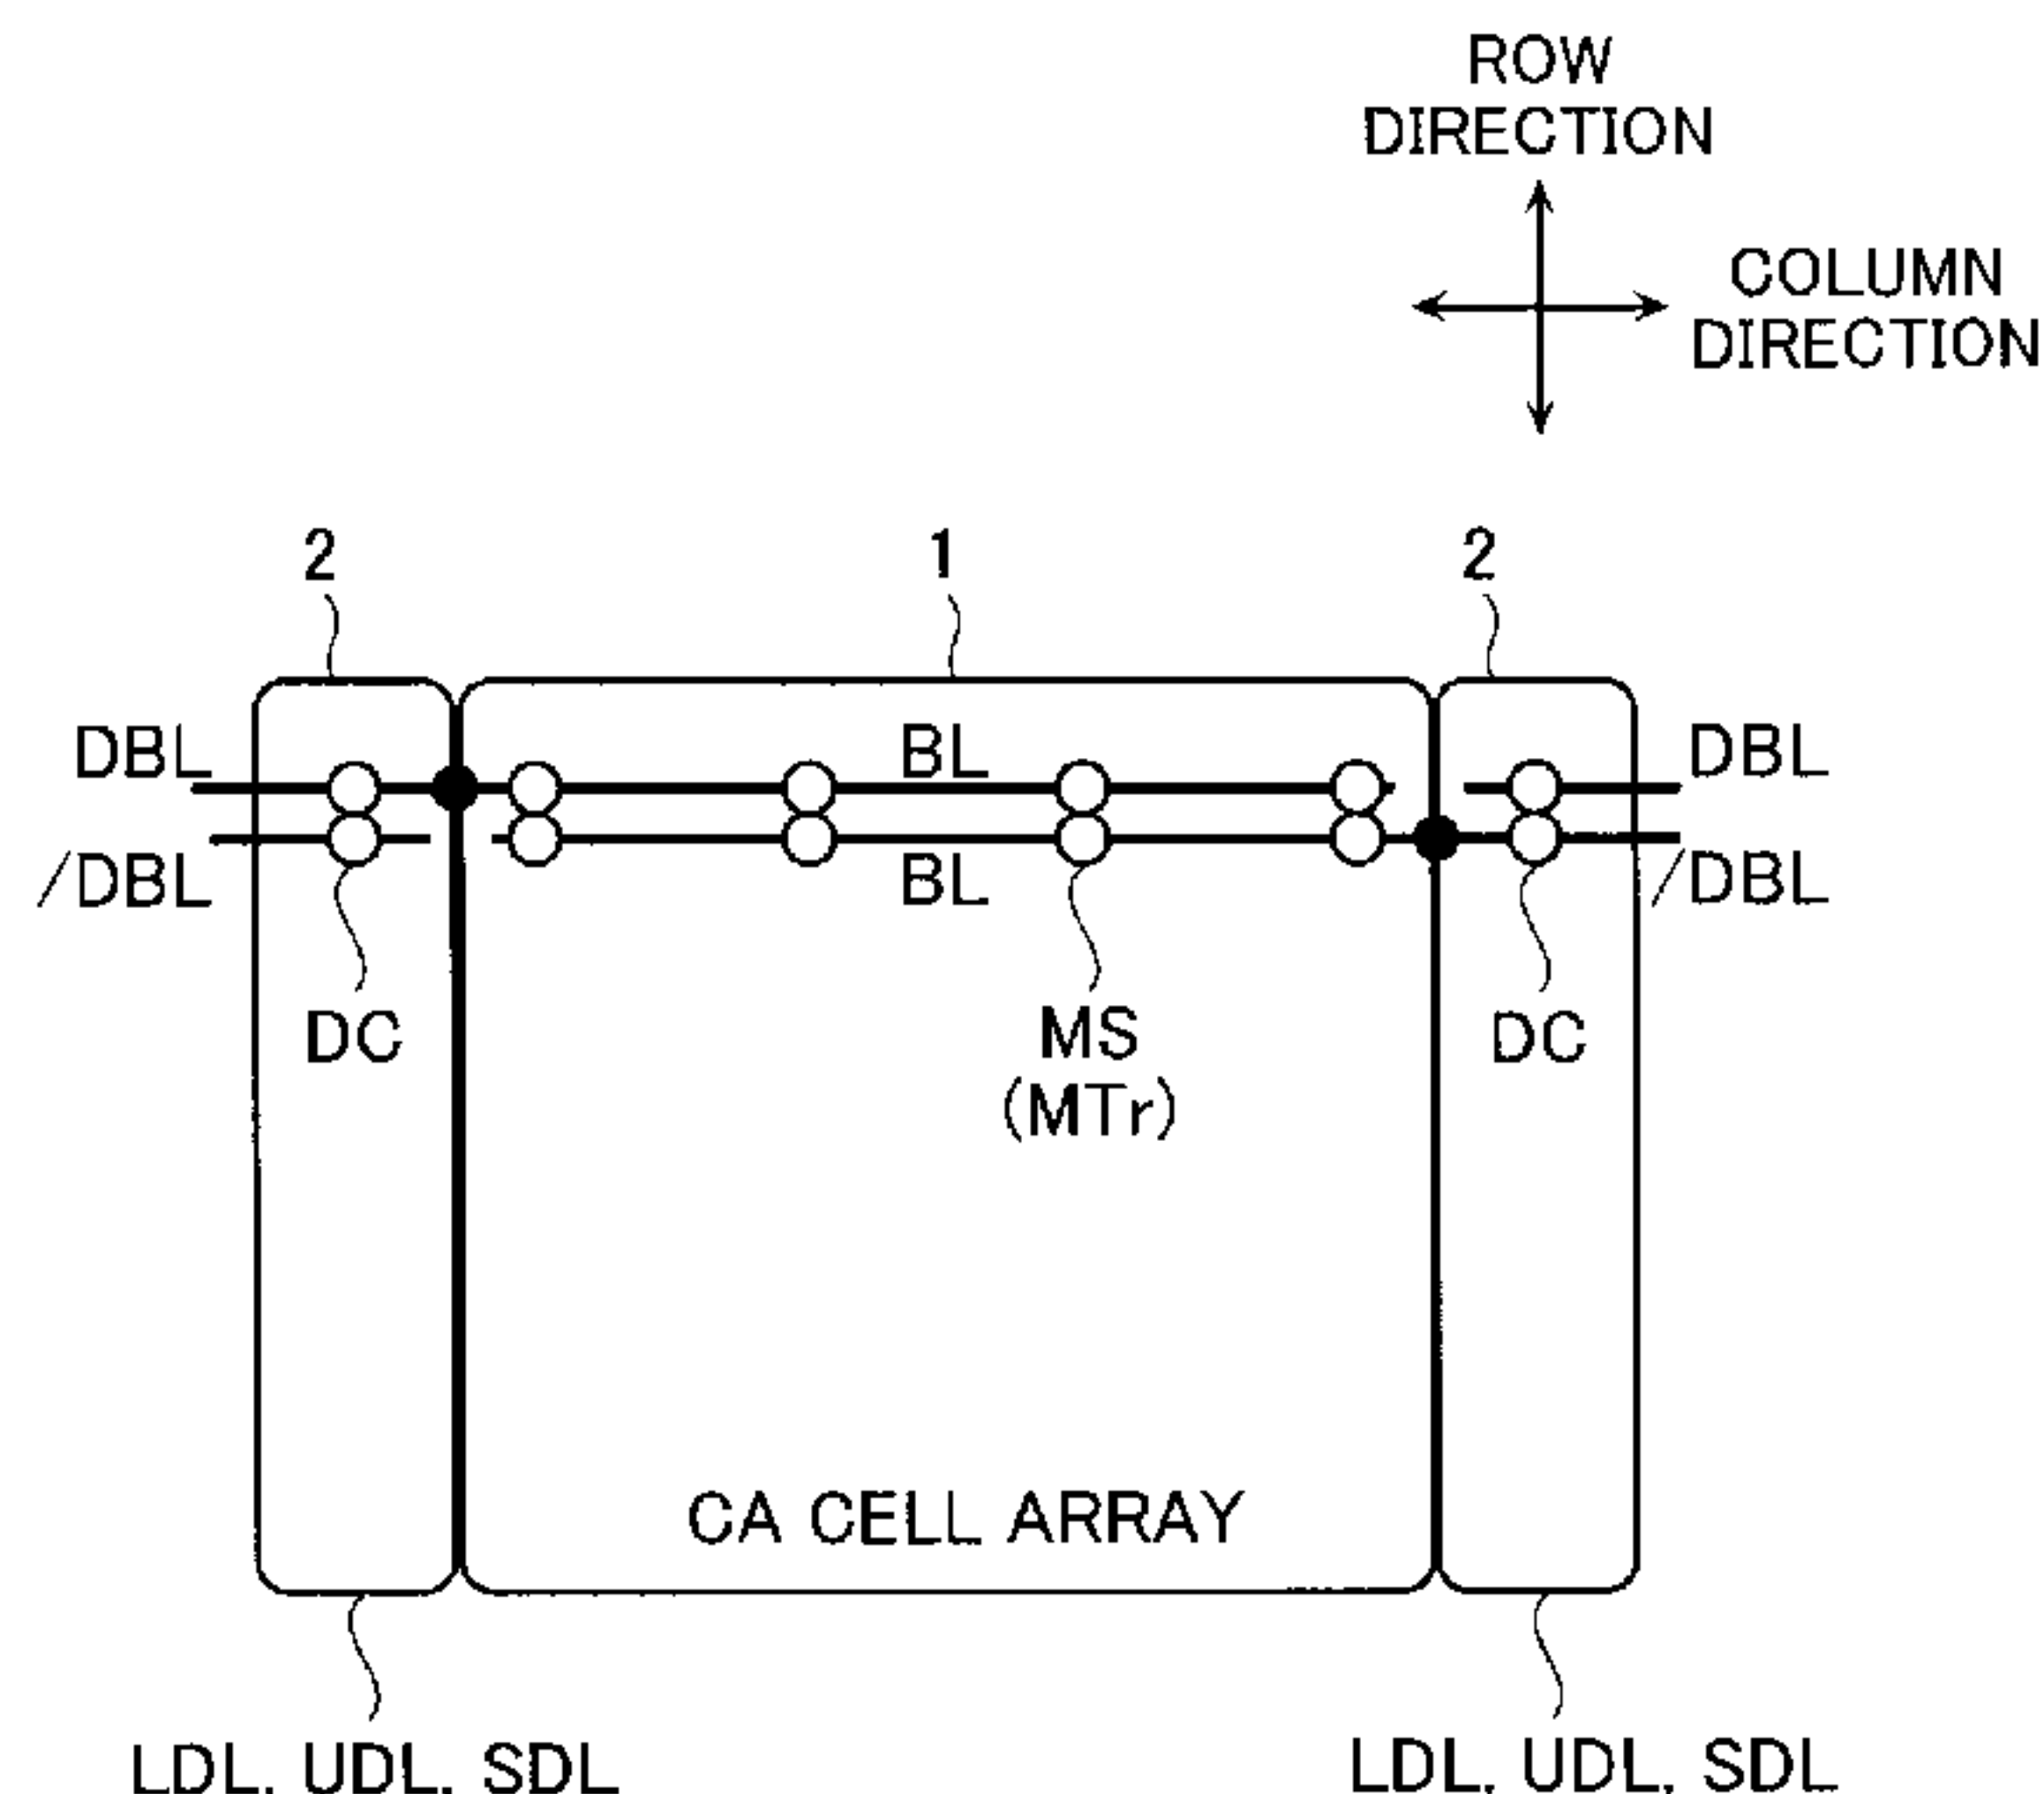 ROW
DIRECTION
COLUMN
DIRECTION
2
1
2
DBL
BL
DBL
/DBL
BL
/DBL
DC
MS
(MTr)
DC
CA CELL ARRAY
LDL, UDL, SDL
LDL, UDL, SDL